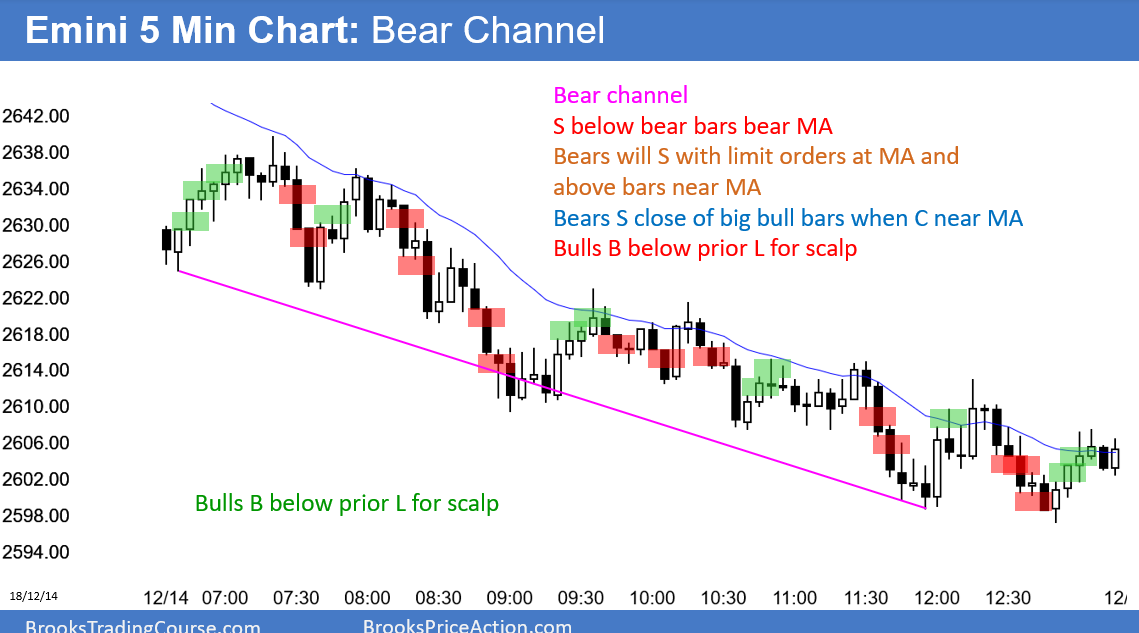 Emini 5 Min Chart: Bear Channel
Bear channel
S below bear bars bear MA
Bears will S with limit orders at MA and
above bars near MA
Bears S close of big bull bars when C near MA
Bulls B below prior L for scalp
2642.00
2638.00
2634.00
2630.00
2626.00
2622.00
2618.00
2614.00
2610.00
2606.00
2602.00
2598.00
2594.00
Bulls B below prior L for scalp
18/12/14
12/14 07:00 07:30 08:00 08:30 09:00 09:30 10:00 10:30 11:00 11:30 12:00 12:30 12/
BrooksTradingCourse.com BrooksPriceAction.com